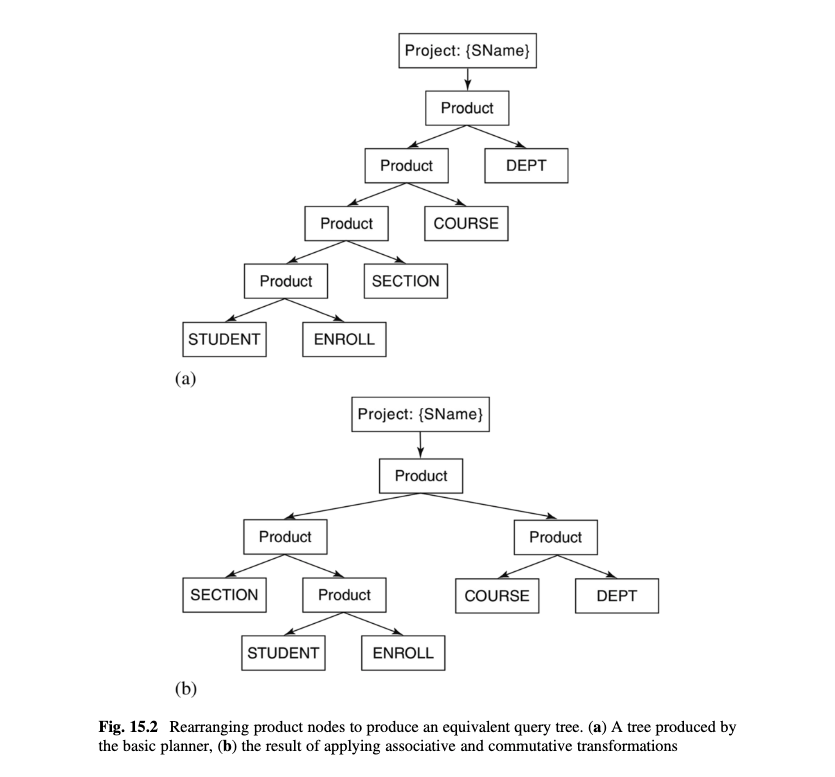 Project: {SName}
Product
Product
DEPT
Product
COURSE
Product
SECTION
STUDENT
ENROLL
(a)
Project: {SName}
Product
Product
Product
SECTION
Product
COURSE
DEPT
STUDENT
ENROLL
(b)
Fig. 15.2 Rearranging product nodes to produce an equivalent query tree. (a) A tree produced by
the basic planner, (b) the result of applying associative and commutative transformations